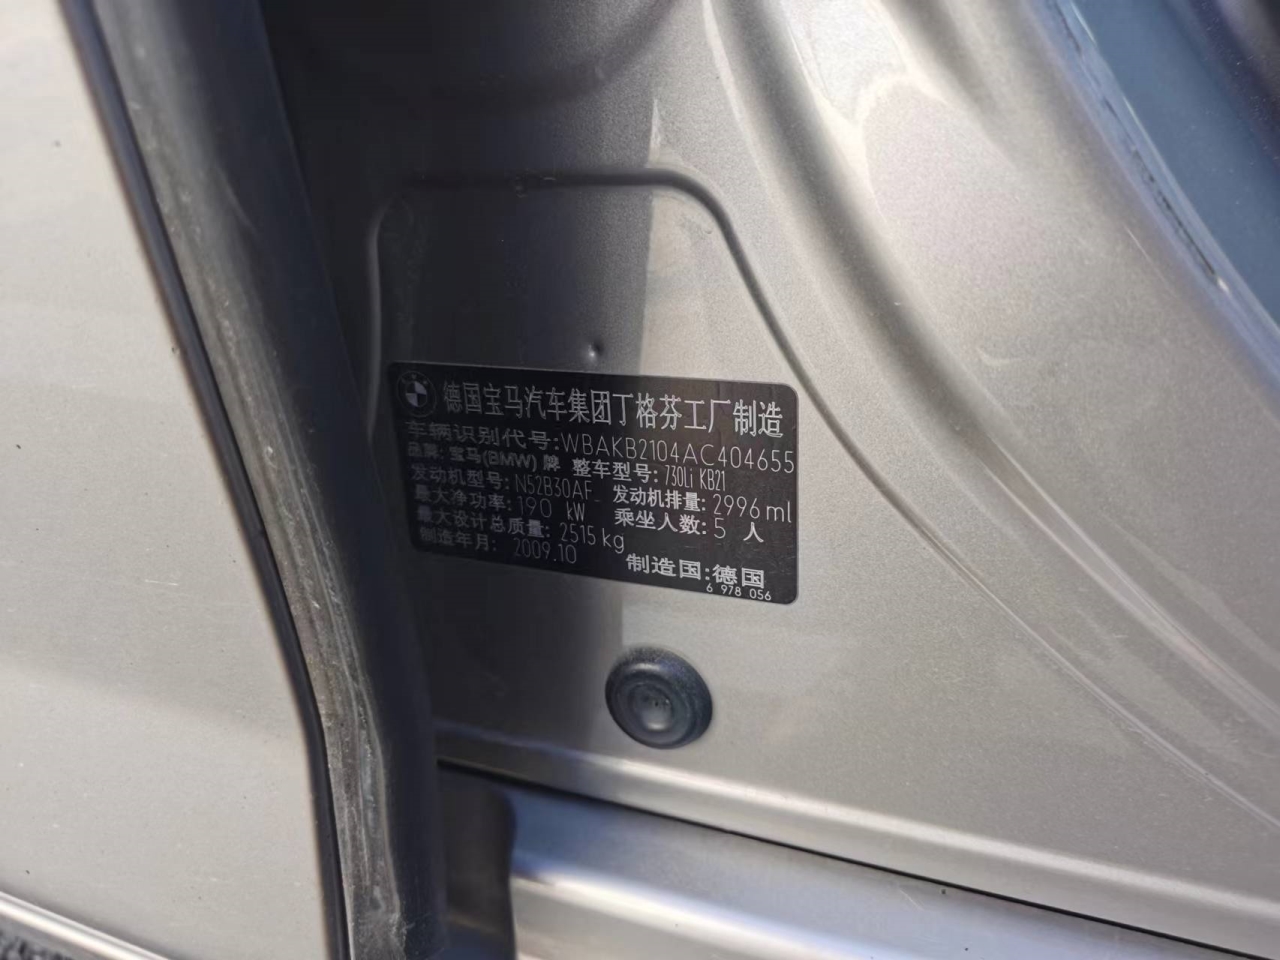 德国宝马汽车集团丁格芬工厂制造
车辆识别代号:WBAKB2104AC404655
品牌:宝马(BMW)牌 整车型号:730Li KB21
发动机型号:N52B30AF 发动机排量:2996ml
最大净功率:190 kW 乘坐人数:5 人
最大设计总质量: 2515kg
制造年月: 2009.10 制造国:德国
6 978 056